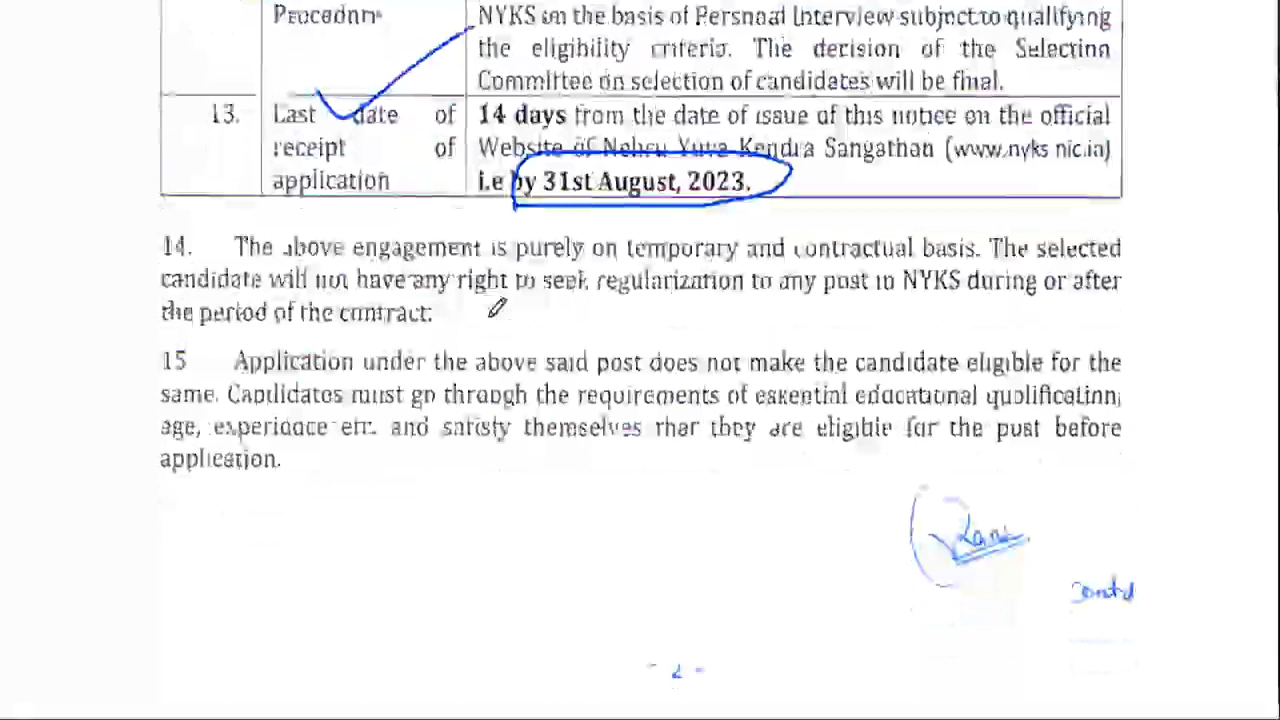 Procedure
NYKS on the basis of Personal Interview subject to qualifying
the eligibility criteria. The decision of the Selection
Committee on selection of candidates will be final.
13.
Last date of
receipt of
application
14 days from the date of issue of this notice on the official
Website of Nehru Yuva Kendra Sangathan (www.nyks nic.in)
i.e by 31st August, 2023.
14. The above engagement is purely on temporary and contractual basis. The selected
candidate will not have any right to seek regularization to any post in NYKS during or after
the period of the contract.
15 Application under the above said post does not make the candidate eligible for the
same. Candidates must go through the requirements of essential educational qualification,
age, experience etc. and satisfy themselves that they are eligible for the post before
application.
Contd